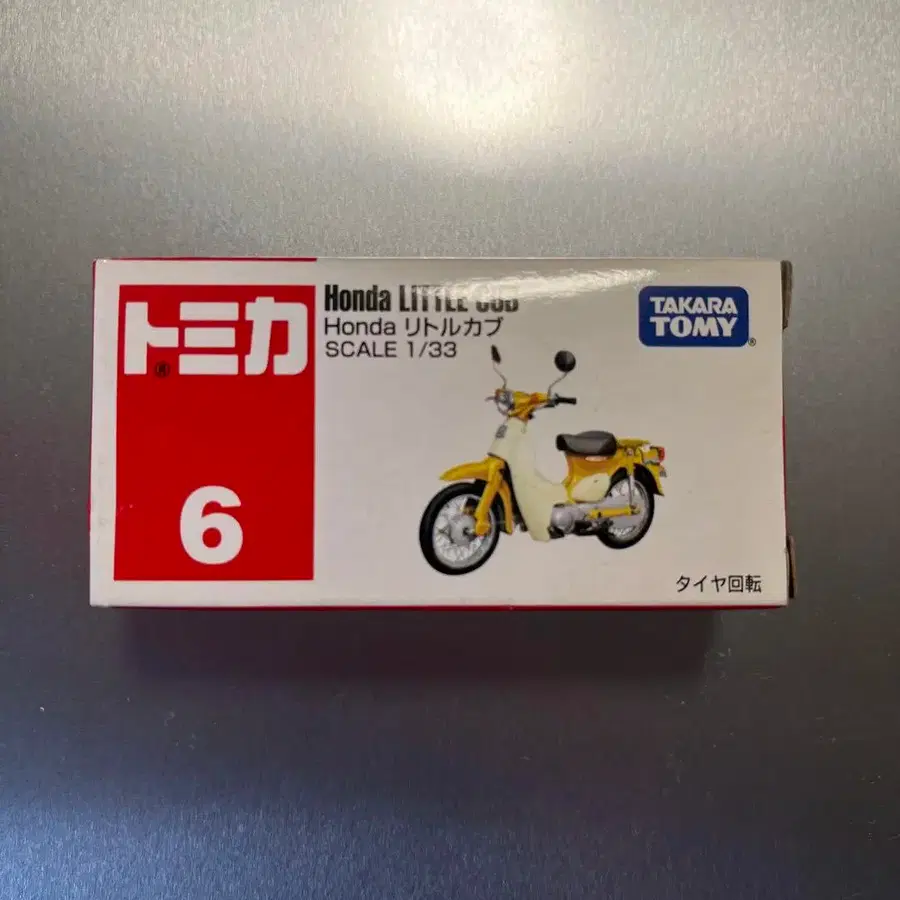 トミカ®
6
Honda LITTLE CUB
Honda リトルカブ
SCALE 1/33
TAKARA
TOMY®
タイヤ回転